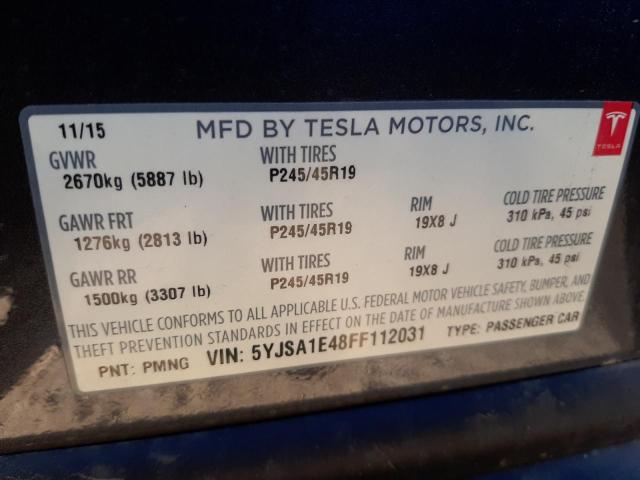 11/15 MFD BY TESLA MOTORS, INC.
TESLA
GVWR WITH TIRES
2670kg (5887 lb) P245/45R19
GAWR FRT WITH TIRES RIM COLD TIRE PRESSURE
1276kg (2813 lb) P245/45R19 19X8 J 310 kPa, 45 psi
GAWR RR WITH TIRES RIM COLD TIRE PRESSURE
1500kg (3307 lb) P245/45R19 19X8 J 310 kPa, 45 psi
THIS VEHICLE CONFORMS TO ALL APPLICABLE U.S. FEDERAL MOTOR VEHICLE SAFETY, BUMPER, AND
THEFT PREVENTION STANDARDS IN EFFECT ON THE DATE OF MANUFACTURE SHOWN ABOVE.
PNT: PMNG VIN: 5YJSA1E48FF112031 TYPE: PASSENGER CAR